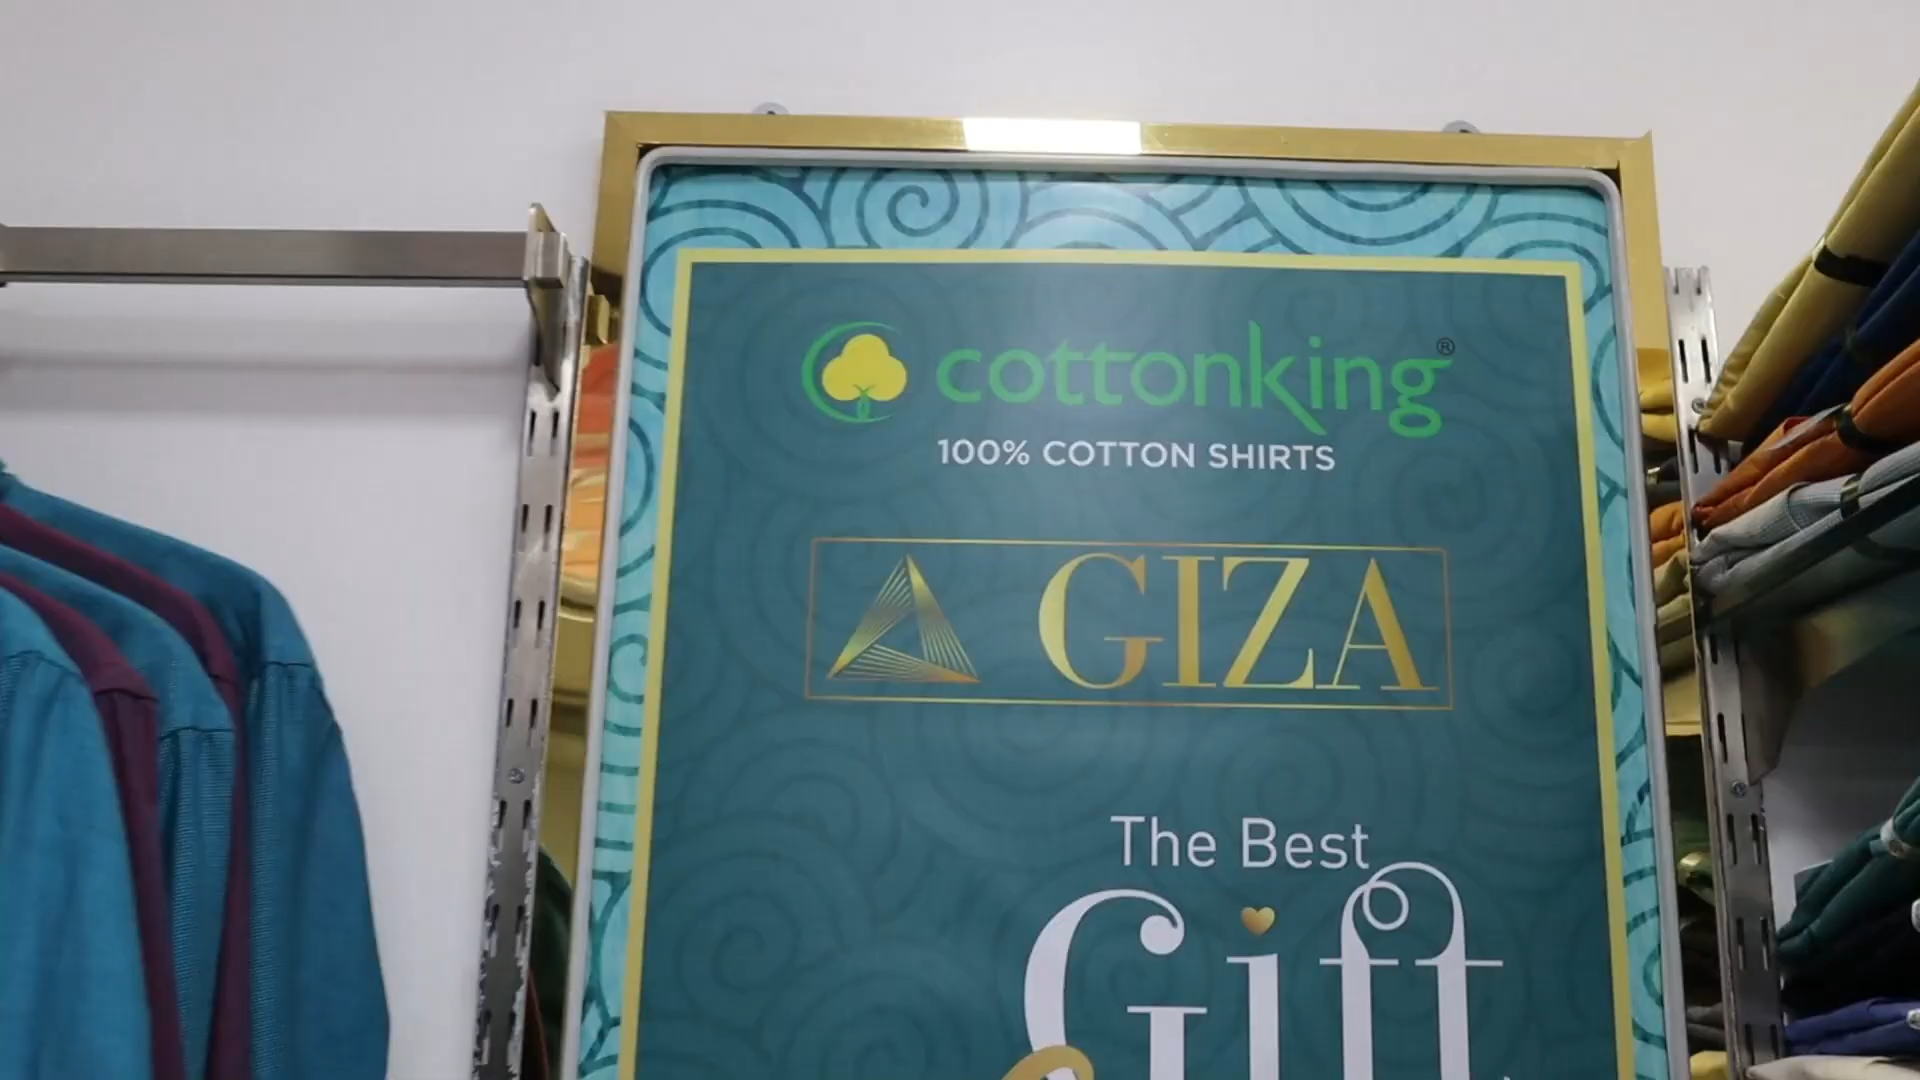 cottonking®
100% COTTON SHIRTS
GIZA
The Best
Gift